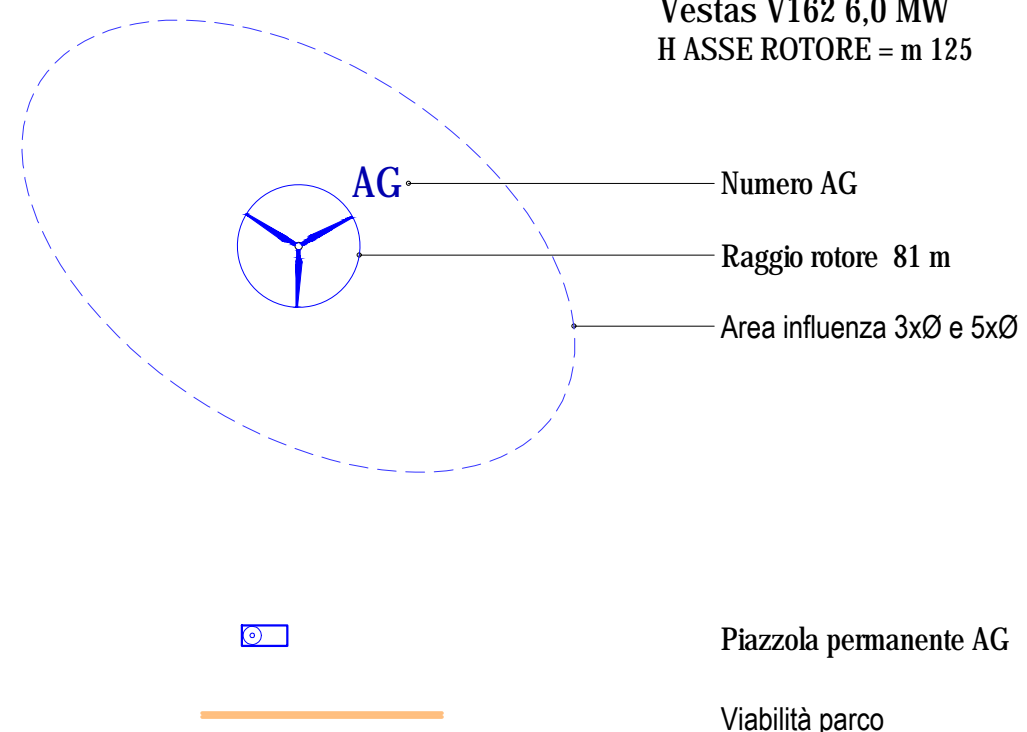 Vestas V162 6,0 MW
H ASSE ROTORE = m 125
AG
Numero AG
Raggio rotore 81 m
Area influenza 3xØ e 5xØ
Piazzola permanente AG
Viabilità parco